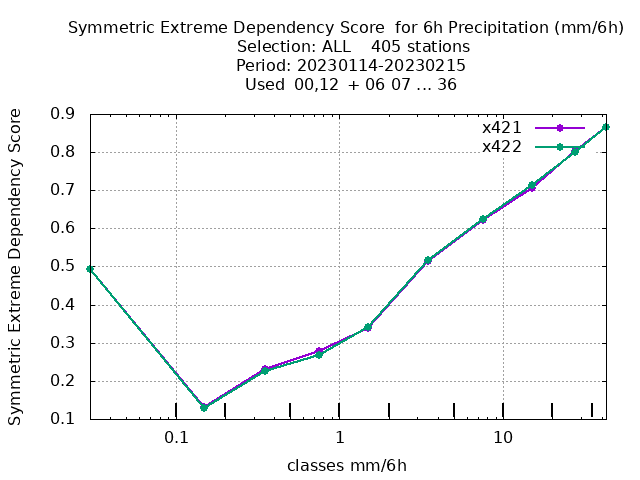 Symmetric Extreme Dependency Score  for 6h Precipitation (mm/6h)
Selection: ALL    405 stations
Period: 20230114-20230215
Used  00,12  + 06 07 ... 36
Symmetric Extreme Dependency Score
0.9
0.8
0.7
0.6
0.5
0.4
0.3
0.2
0.1
x421
x422
0.1 1 10
classes mm/6h